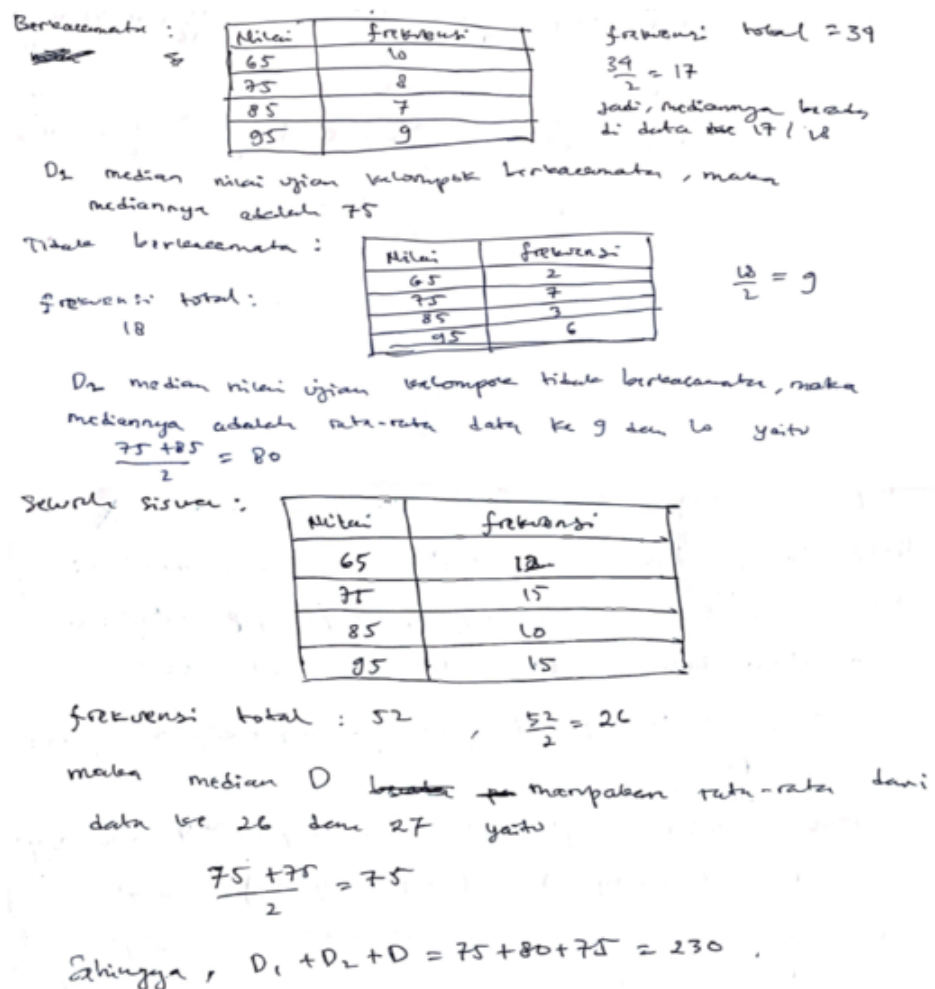 Berkacamata :
Nilai frekuensi
65 10
75 8
85 7
95 9
frekuensi total = 34
34/2 = 17
Jadi, mediannya berada
di data ke 17 / 18
D1 median nilai ujian kelompok berkacamata, maka
mediannya adalah 75
Tidak berkacamata :
frekuensi total :
18
Nilai frekuensi
65 2
75 7
85 3
95 6
18/2 = 9
D2 median nilai ujian kelompok tidak berkacamata, maka
mediannya adalah rata-rata data ke 9 dan 10 yaitu
75 + 85 / 2 = 80
Seluruh siswa :
Nilai frekuensi
65 12
75 15
85 10
95 15
frekuensi total : 52 , 52/2 = 26
maka median D merupakan rata-rata dari
data ke 26 dan 27 yaitu
75 + 75 / 2 = 75
Sehingga, D1 + D2 + D = 75 + 80 + 75 = 230 .